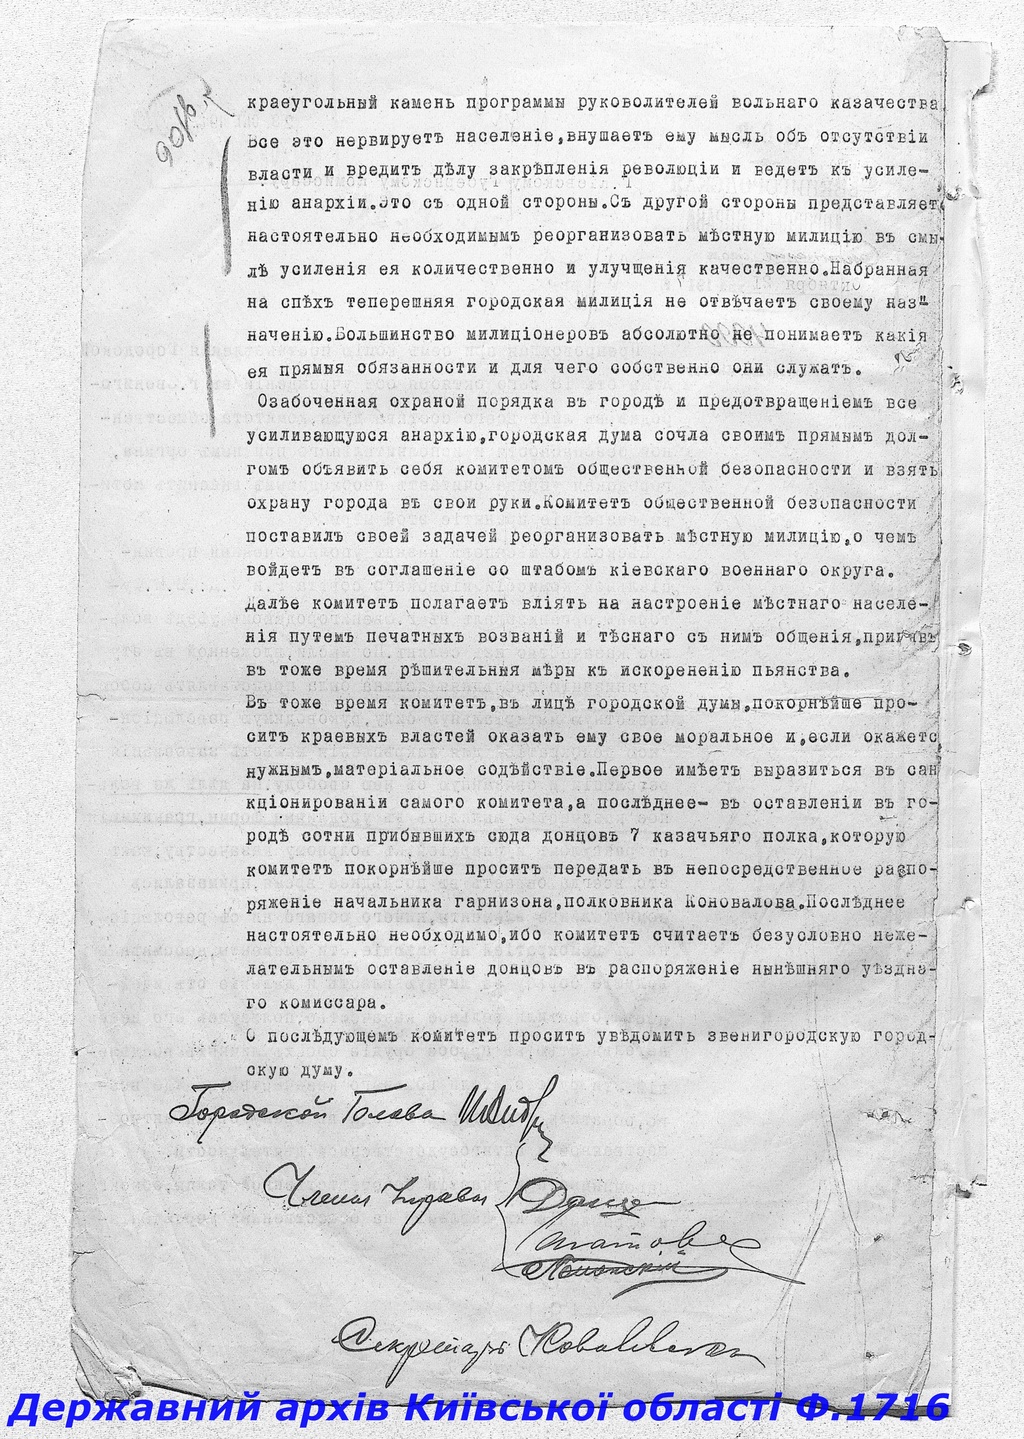 краеугольный камень программы руководителей вольнаго казачества
Все это нервируетъ населеніе,внушаетъ ему мысль объ отсутствіи
власти и вредитъ дѣлу закрѣпленія революціи и ведетъ къ усиле-
нію анархіи.Это съ одной стороны.Съ другой стороны представляет
настоятельно необходимымъ реорганизовать мѣстную милицію въ смы
лѣ усиленія ея количественно и улучщенія качественно.Набранная
на спѣхъ теперешняя городская милиція не отвѣчаетъ своему наз"
наченію.Большинство милиціонеровъ абсолютно не понимаетъ какія
ея прямыя обязанности и для чего собственно они служатъ.
Озабоченная охраной порядка въ городѣ и предотвращеніемъ все
усиливающуюся анархію,городская дума сочла своимъ прямымъ дол-
гомъ объявить себя комитетомъ общественной безопасности и взять
охрану города въ свои руки.Комитетъ общественной безопасности
поставилъ своей задачей реорганизовать мѣстную милицію,о чемъ
войдетъ въ соглашеніе со штабомъ кіевскаго военнаго округа.
Далѣе комитетъ полагаетъ вліять на настроеніе мѣстнаго населе-
нія путемъ печатныхъ возваній и тѣснаго съ нимъ общенія,принявъ
въ тоже время рѣшительныя мѣры къ искорененію пьянства.
Въ тоже время комитетъ,въ лицѣ городской думы,покорнѣйше про-
ситъ краевыхъ властей оказать ему свое моральное и,если окажетс
нужнымъ,матеріальное содѣйствіе.Первое имѣетъ выразиться въ сан
кціонированіи самого комитета,а послѣднее- въ оставленіи въ го-
родѣ сотни прибывшихъ сюда донцовъ 7 казачьяго полка,которую
комитетъ покорнѣйше проситъ передать въ непосредственное распо-
ряженіе начальника гарнизона,полковника Коновалова.Послѣднее
настоятельно необходимо,ибо комитетъ считаетъ безусловно неже-
лательнымъ оставленіе донцовъ въ распоряженіе нынѣшняго уѣздна-
го комиссара.
О послѣдующемъ комитетъ проситъ увѣдомить звенигородскую город-
скую думу.
Городской Голова
Члены Управы
Секретарь
Державний архів Київської області Ф.1716